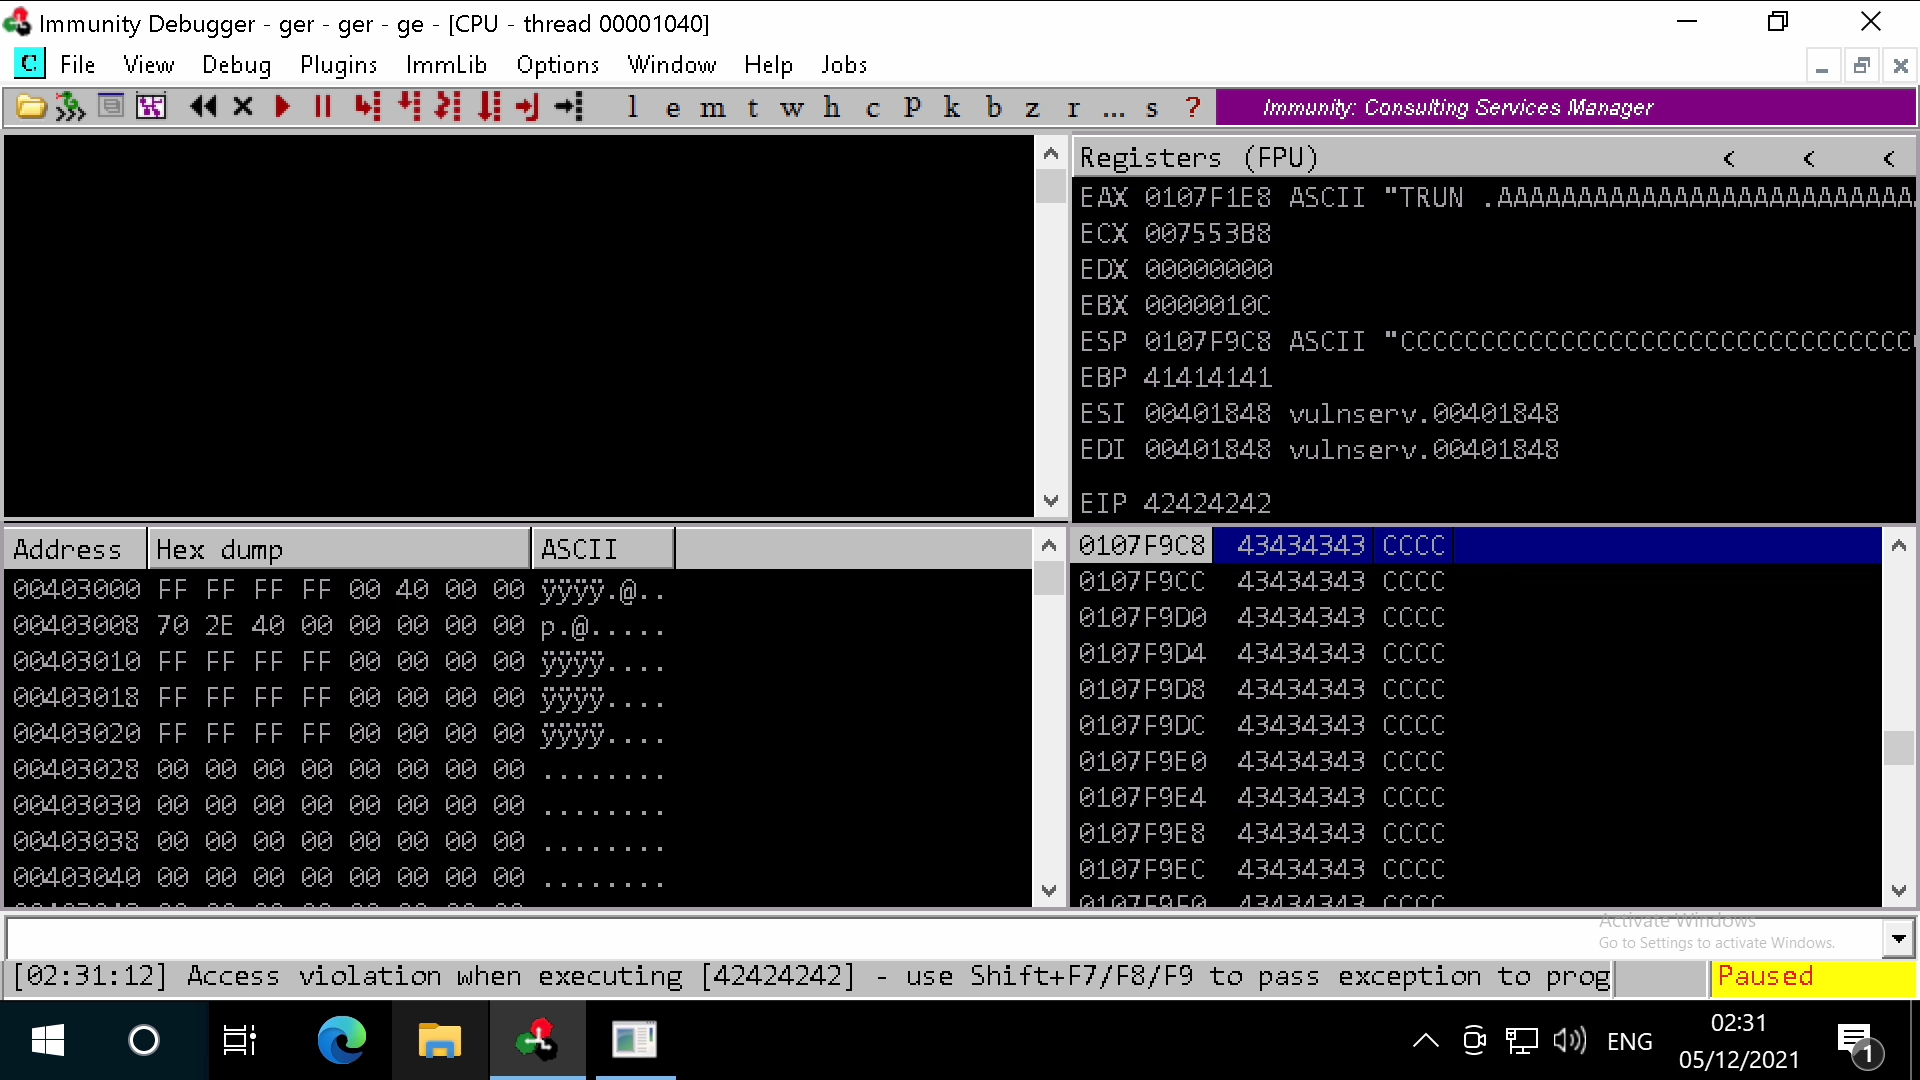 Immunity Debugger - ger - ger - ge - [CPU - thread 00001040]
C File View Debug Plugins ImmLib Options Window Help Jobs
l e m t w h c P k b z r ... s ? Immunity: Consulting Services Manager
Registers (FPU) < < <
EAX 0107F1E8 ASCII "TRUN .AAAAAAAAAAAAAAAAAAAAAAAAAA
ECX 007553B8
EDX 00000000
EBX 0000010C
ESP 0107F9C8 ASCII "CCCCCCCCCCCCCCCCCCCCCCCCCCCCCCCC
EBP 41414141
ESI 00401848 vulnserv.00401848
EDI 00401848 vulnserv.00401848
EIP 42424242
Address Hex dump ASCII
00403000 FF FF FF FF 00 40 00 00 ÿÿÿÿ.@..
00403008 70 2E 40 00 00 00 00 00 p.@.....
00403010 FF FF FF FF 00 00 00 00 ÿÿÿÿ....
00403018 FF FF FF FF 00 00 00 00 ÿÿÿÿ....
00403020 FF FF FF FF 00 00 00 00 ÿÿÿÿ....
00403028 00 00 00 00 00 00 00 00 ........
00403030 00 00 00 00 00 00 00 00 ........
00403038 00 00 00 00 00 00 00 00 ........
00403040 00 00 00 00 00 00 00 00 ........
0107F9C8 43434343 CCCC
0107F9CC 43434343 CCCC
0107F9D0 43434343 CCCC
0107F9D4 43434343 CCCC
0107F9D8 43434343 CCCC
0107F9DC 43434343 CCCC
0107F9E0 43434343 CCCC
0107F9E4 43434343 CCCC
0107F9E8 43434343 CCCC
0107F9EC 43434343 CCCC
0107F9F0 43434343 CCCC
Activate Windows
Go to Settings to activate Windows.
[02:31:12] Access violation when executing [42424242] - use Shift+F7/F8/F9 to pass exception to prog
Paused
ENG
02:31
05/12/2021
1